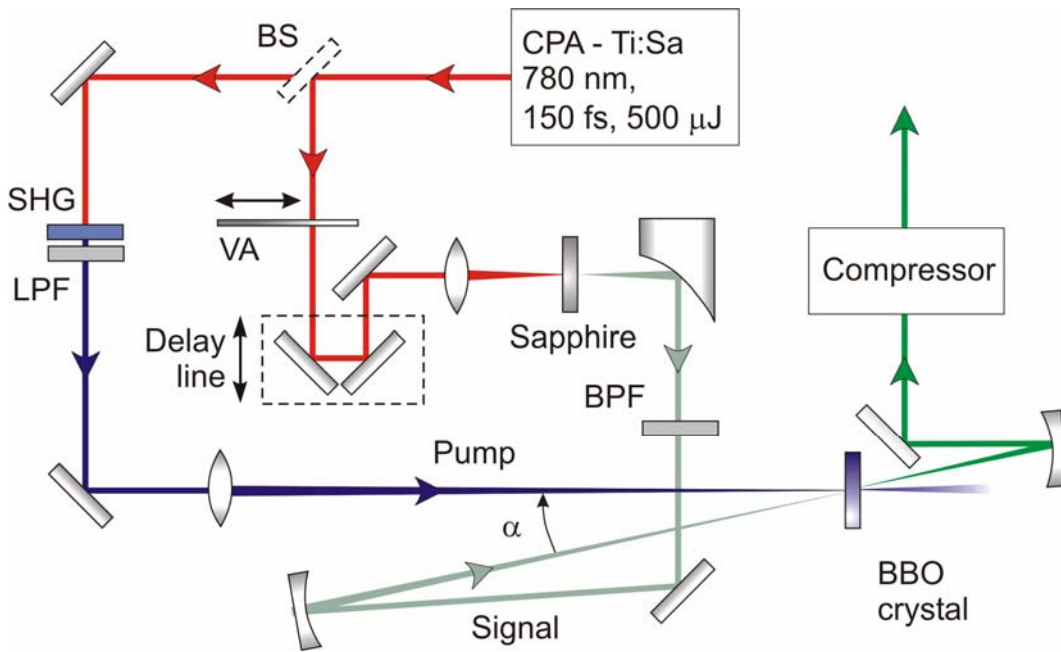 BS
CPA - Ti:Sa
780 nm,
150 fs, 500 μJ
SHG
LPF
VA
Delay
line
Sapphire
BPF
Compressor
Pump
α
Signal
BBO
crystal